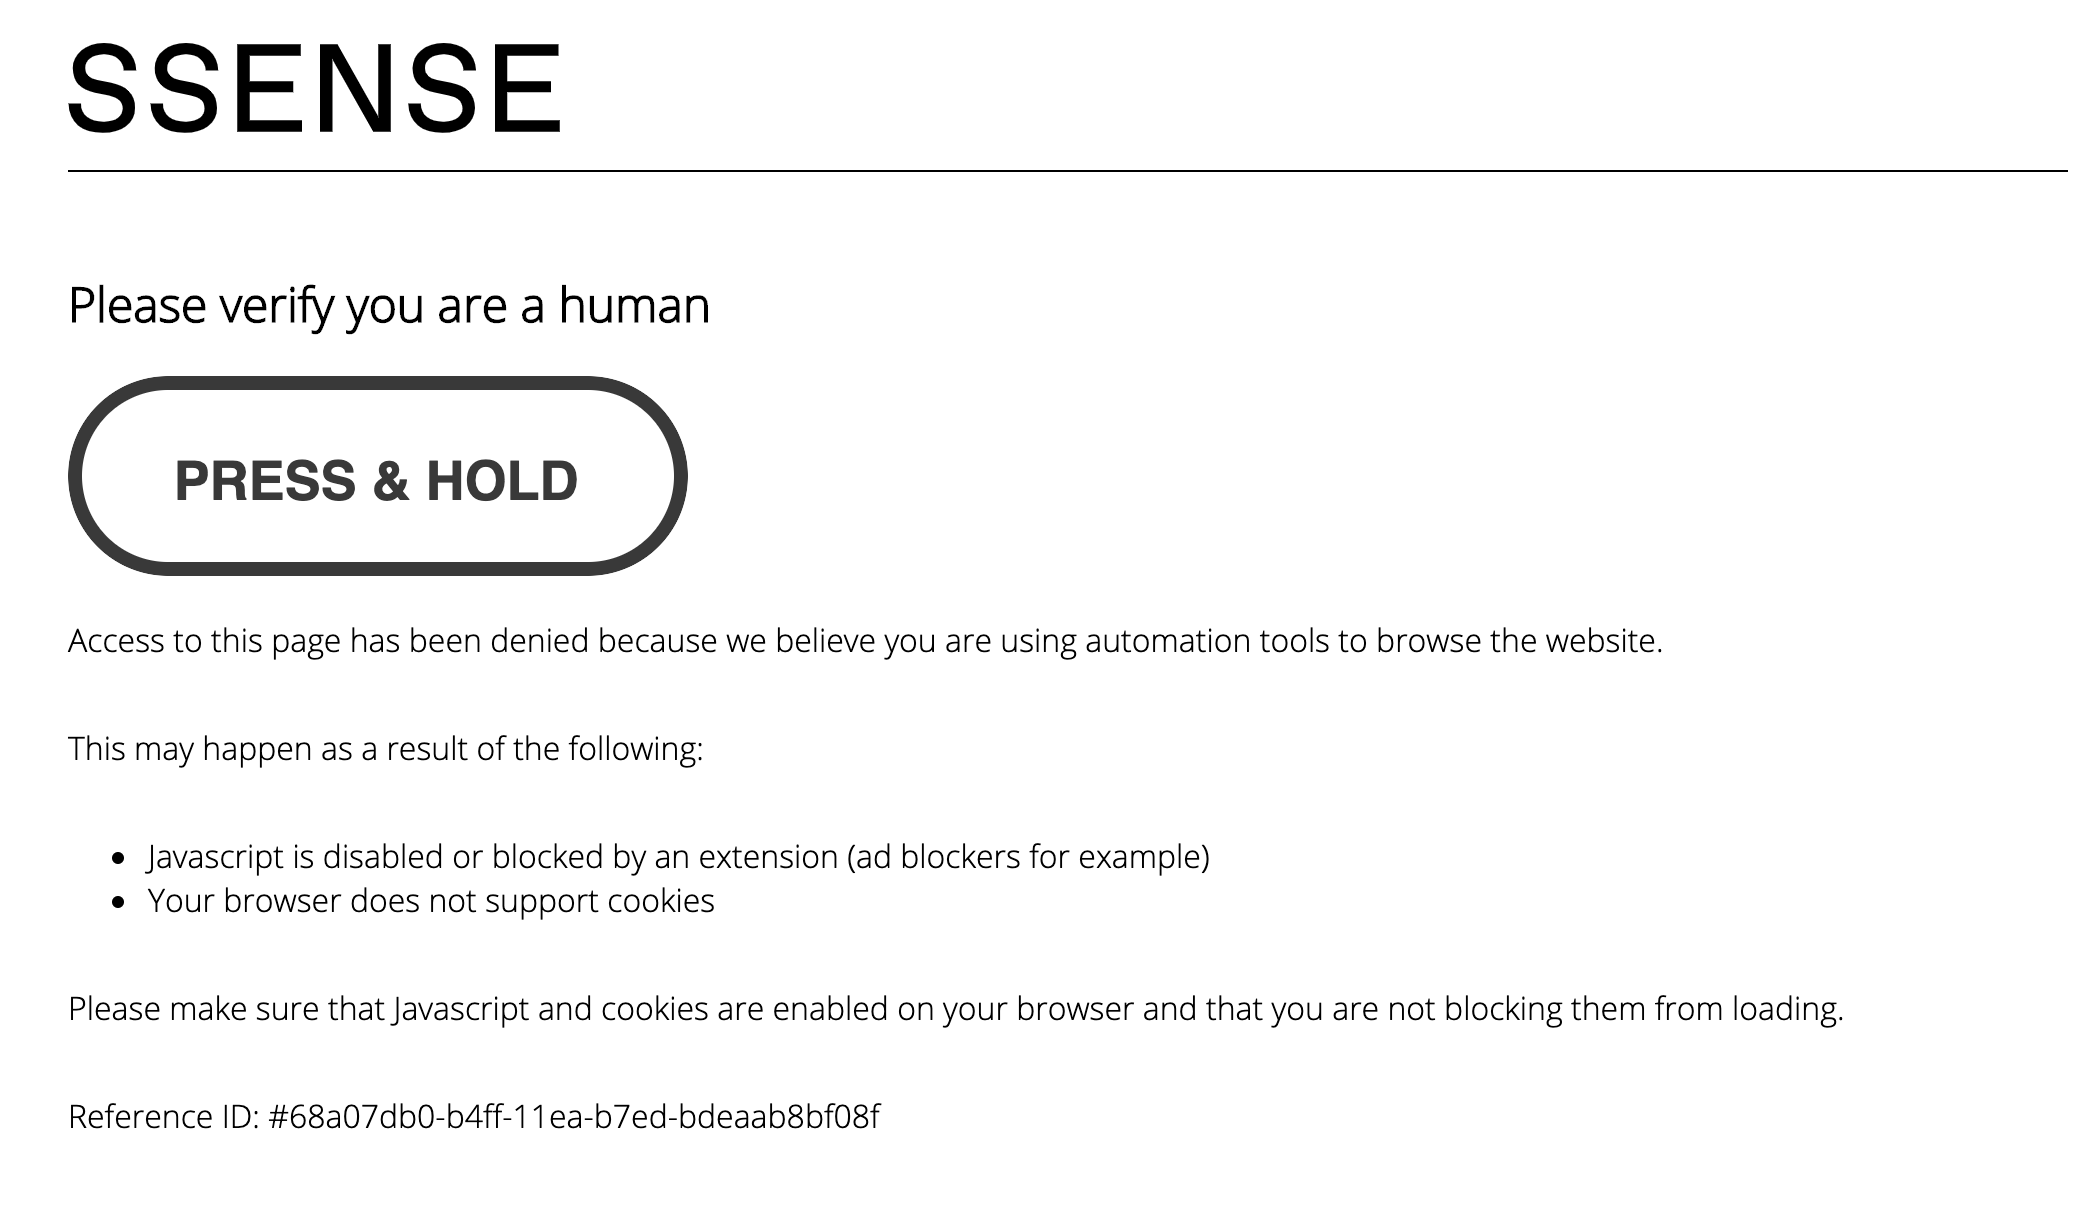 SSENSE
Please verify you are a human
PRESS & HOLD
Access to this page has been denied because we believe you are using automation tools to browse the website.
This may happen as a result of the following:
Javascript is disabled or blocked by an extension (ad blockers for example)
Your browser does not support cookies
Please make sure that Javascript and cookies are enabled on your browser and that you are not blocking them from loading.
Reference ID: #68a07db0-b4ff-11ea-b7ed-bdeaab8bf08f